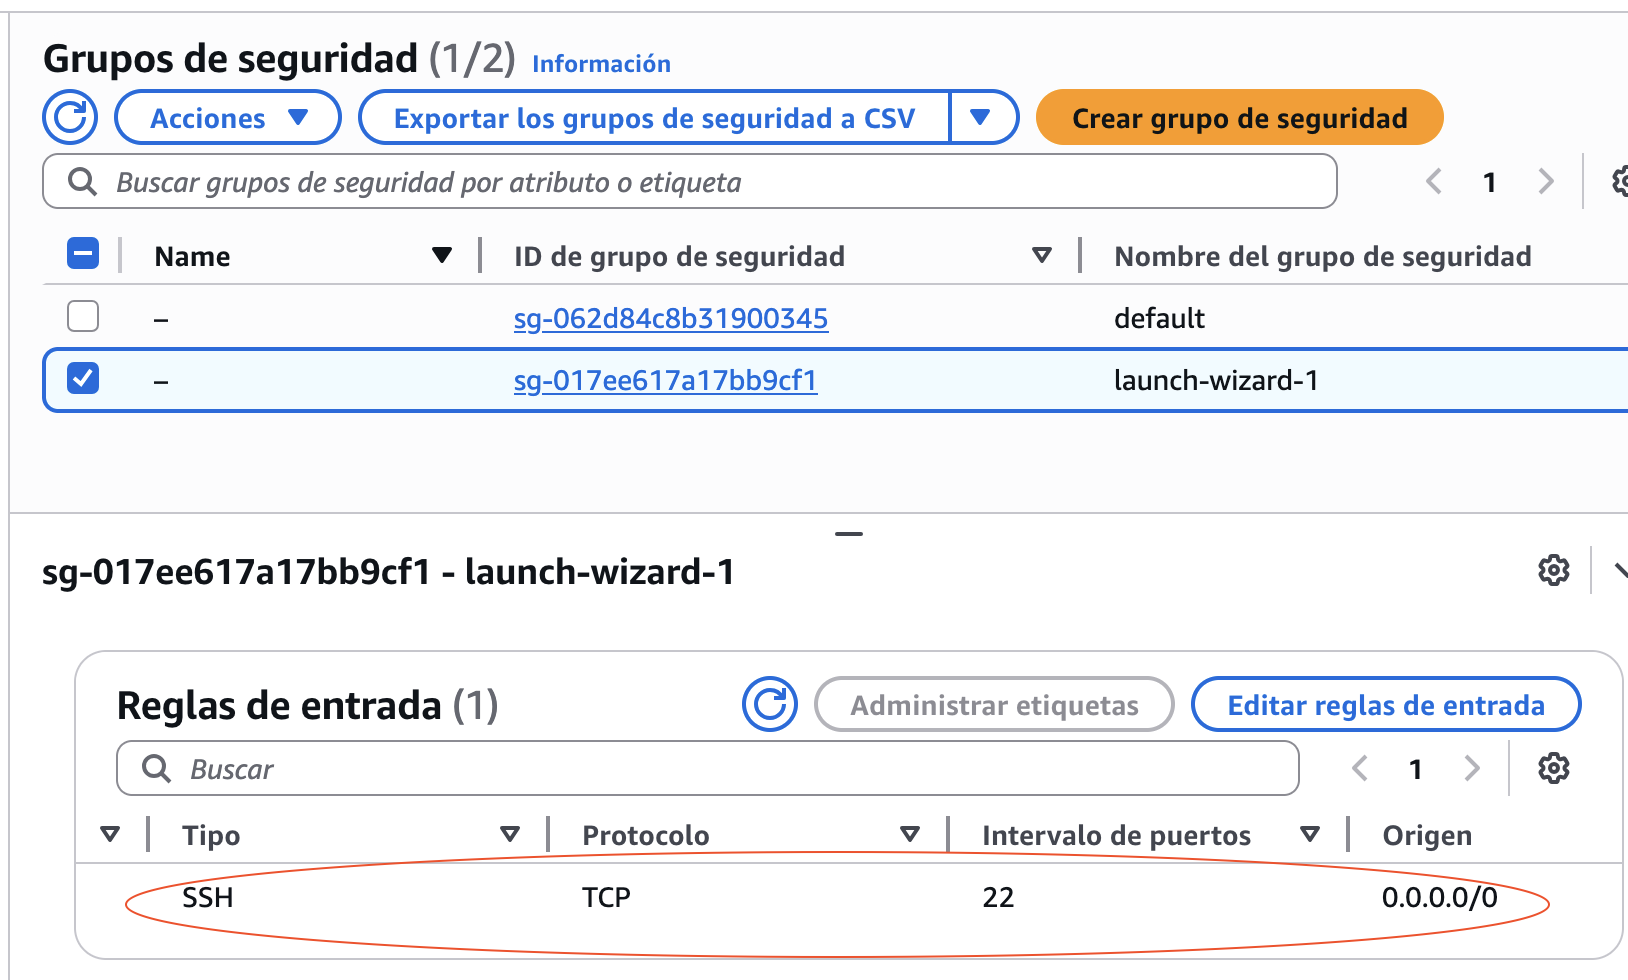 Grupos de seguridad (1/2) Información
Acciones Exportar los grupos de seguridad a CSV Crear grupo de seguridad
Buscar grupos de seguridad por atributo o etiqueta 1
Name ID de grupo de seguridad Nombre del grupo de seguridad
– sg-062d84c8b31900345 default
– sg-017ee617a17bb9cf1 launch-wizard-1
sg-017ee617a17bb9cf1 - launch-wizard-1
Reglas de entrada (1) Administrar etiquetas Editar reglas de entrada
Buscar 1
Tipo Protocolo Intervalo de puertos Origen
SSH TCP 22 0.0.0.0/0